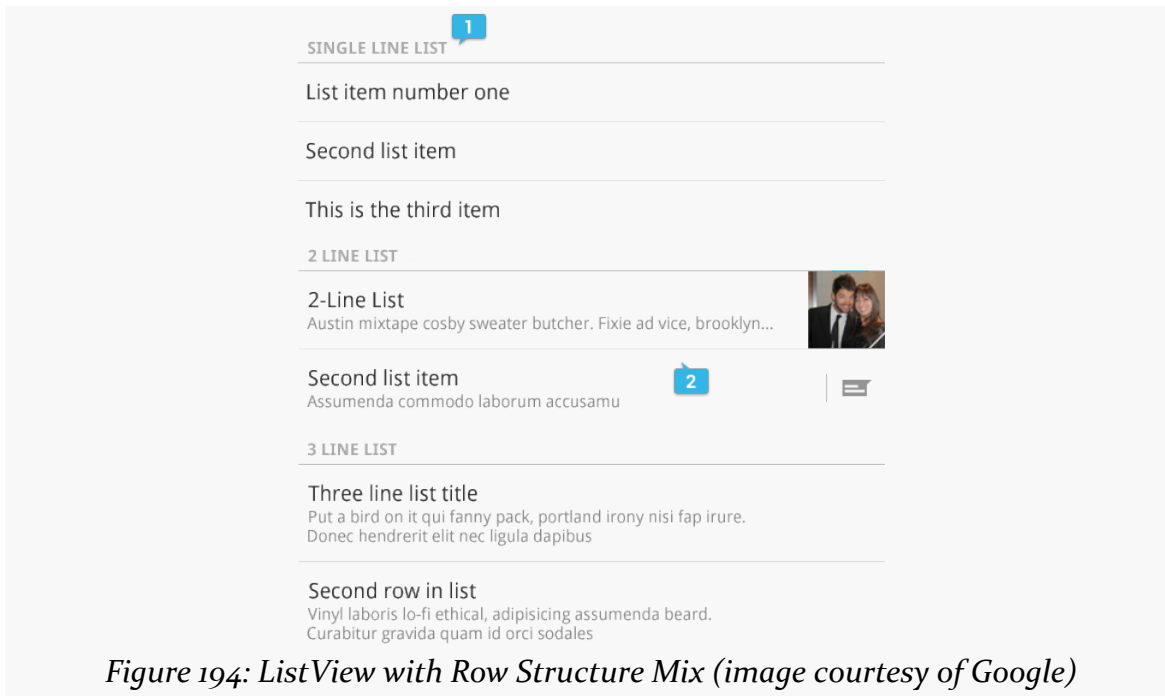 1
SINGLE LINE LIST
List item number one
Second list item
This is the third item
2 LINE LIST
2-Line List
Austin mixtape cosby sweater butcher. Fixie ad vice, brooklyn...
Second list item
2
Assumenda commodo laborum accusamu
3 LINE LIST
Three line list title
Put a bird on it qui fanny pack, portland irony nisi fap irure.
Donec hendrerit elit nec ligula dapibus
Second row in list
Vinyl laboris lo-fi ethical, adipisicing assumenda beard.
Curabitur gravida quam id orci sodales
Figure 194: ListView with Row Structure Mix (image courtesy of Google)